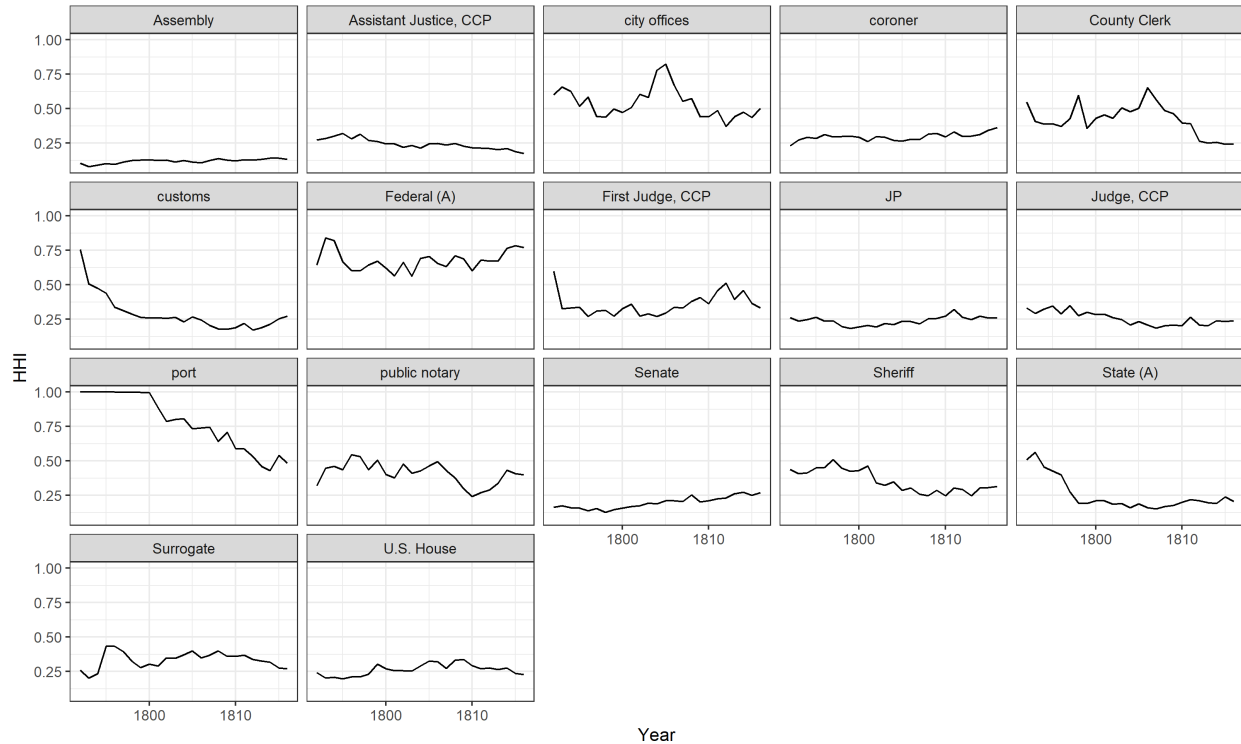 Assembly Assistant Justice, CCP city offices coroner County Clerk
1.00
0.75
0.50
0.25
customs Federal (A) First Judge, CCP JP Judge, CCP
1.00
0.75
0.50
0.25
HHI
port public notary Senate Sheriff State (A)
1.00
0.75
0.50
0.25
1800 1810 1800 1810 1800 1810
Surrogate U.S. House
1.00
0.75
0.50
0.25
1800 1810 1800 1810
Year